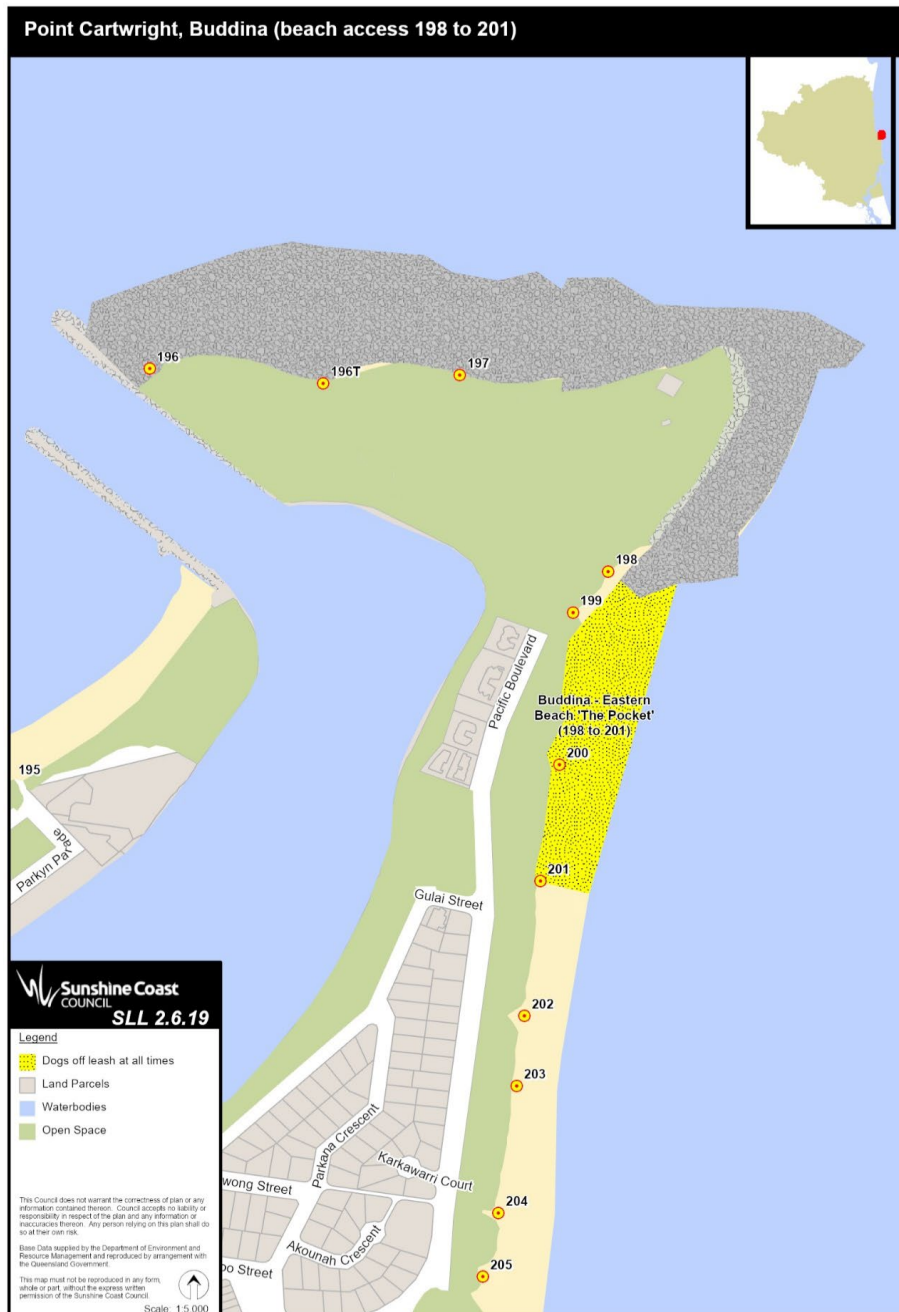 Point Cartwright, Buddina (beach access 198 to 201)
196
196T
197
198
199
Pacific Boulevard
Buddina - Eastern
Beach 'The Pocket'
(198 to 201)
200
195
Parkyn Parade
201
Gulai Street
202
203
Parkana Crescent
Karkawarri Court
wong Street
204
Akounah Crescent
oo Street
205
Sunshine Coast
COUNCIL
SLL 2.6.19
Legend
Dogs off leash at all times
Land Parcels
Waterbodies
Open Space
This Council does not warrant the correctness of plan or any
information contained thereon. Council accepts no liability or
responsibility in respect of the plan and any information or
inaccuracies thereon. Any person relying on this plan shall do
so at their own risk.
Base Data supplied by the Department of Environment and
Resource Management and reproduced by arrangement with
the Queensland Government.
This map must not be reproduced in any form,
whole or part, without the express written
permission of the Sunshine Coast Council.
Scale: 1:5,000